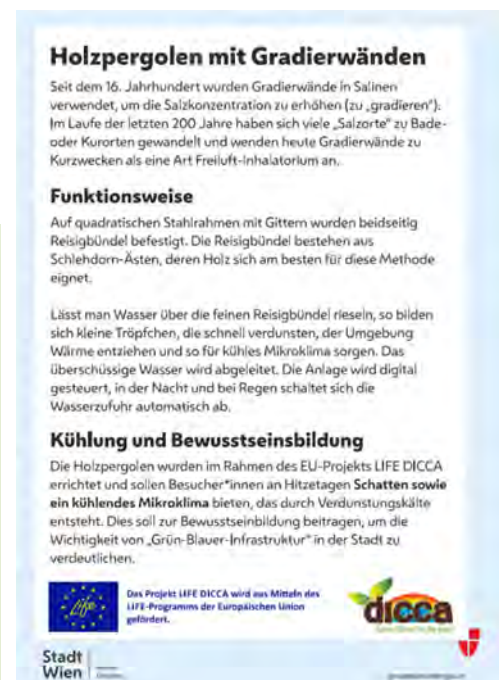 Holzpergolen mit Gradierwänden
Seit dem 16. Jahrhundert wurden Gradierwände in Salinen
verwendet, um die Salzkonzentration zu erhöhen (zu „gradieren“).
Im Laufe der letzten 200 Jahre haben sich viele „Salzorte“ zu Bade-
oder Kurorten gewandelt und wenden heute Gradierwände zu
Kurzwecken als eine Art Freiluft-Inhalatorium an.
Funktionsweise
Auf quadratischen Stahlrahmen mit Gittern wurden beidseitig
Reisigbündel befestigt. Die Reisigbündel bestehen aus
Schlehdorn-Ästen, deren Holz sich am besten für diese Methode
eignet.
Lässt man Wasser über die feinen Reisigbündel rieseln, so bilden
sich kleine Tröpfchen, die schnell verdunsten, der Umgebung
Wärme entziehen und so für kühles Mikroklima sorgen. Das
überschüssige Wasser wird abgeleitet. Die Anlage wird digital
gesteuert, in der Nacht und bei Regen schaltet sich die
Wasserzufuhr automatisch ab.
Kühlung und Bewusstseinsbildung
Die Holzpergolen wurden im Rahmen des EU-Projekts LIFE DICCA
errichtet und sollen Besucher*innen an Hitzetagen Schatten sowie
ein kühlendes Mikroklima bieten, das durch Verdunstungskälte
entsteht. Dies soll zur Bewusstseinbildung beitragen, um die
Wichtigkeit von „Grün-Blauer-Infrastruktur“ in der Stadt zu
verdeutlichen.
Life
Das Projekt LIFE DICCA wird aus Mitteln des
LIFE-Programms der Europäischen Union
gefördert.
dicca
Stadt
Wien